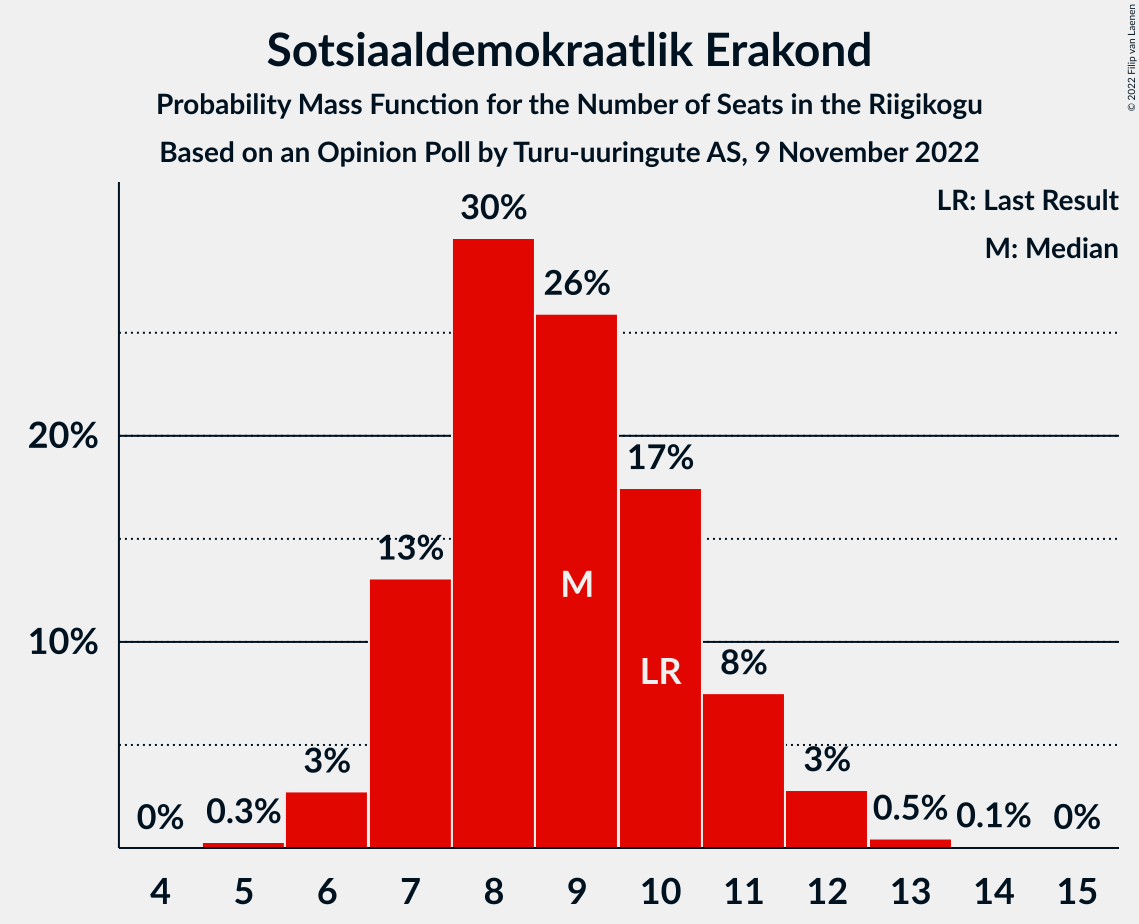 Sotsiaaldemokraatlik Erakond
Probability Mass Function for the Number of Seats in the Riigikogu
Based on an Opinion Poll by Turu-uuringute AS, 9 November 2022
© 2022 Filip van Laenen
LR: Last Result
M: Median
30%
26%
20%
17%
13%
M
10%
LR
8%
3%
3%
0%
0.3%
0.5%
0.1%
0%
4 5 6 7 8 9 10 11 12 13 14 15